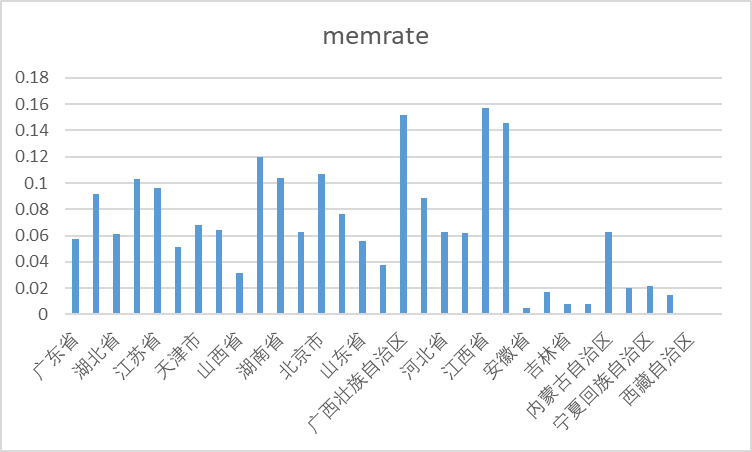 memrate
0.18
0.16
0.14
0.12
0.1
0.08
0.06
0.04
0.02
0
广东省
湖北省
江苏省
天津市
山西省
湖南省
北京市
山东省
广西壮族自治区
河北省
江西省
安徽省
吉林省
内蒙古自治区
宁夏回族自治区
西藏自治区